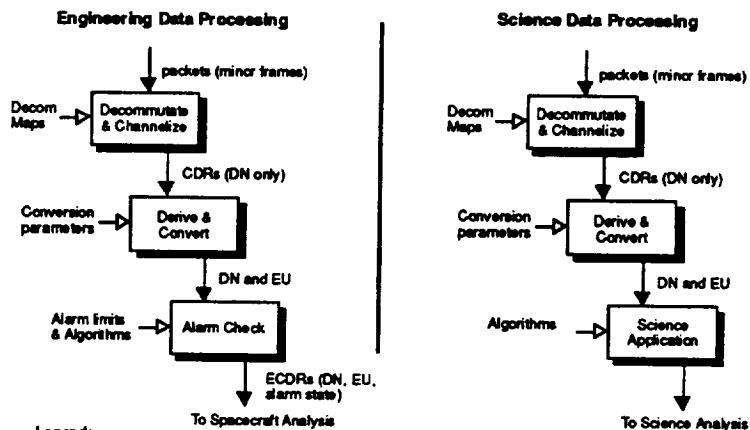 Engineering Data Processing
packets (minor frames)
Decom
Maps
Decommutate
& Channelize
CDRs (DN only)
Conversion
parameters
Derive &
Convert
DN and EU
Alarm limits
& Algorithms
Alarm Check
ECDRs (DN, EU,
alarm state)
To Spacecraft Analysis
Science Data Processing
packets (minor frames)
Decom
Maps
Decommutate
& Channelize
CDRs (DN only)
Conversion
parameters
Derive &
Convert
DN and EU
Algorithms
Science
Application
To Science Analysis